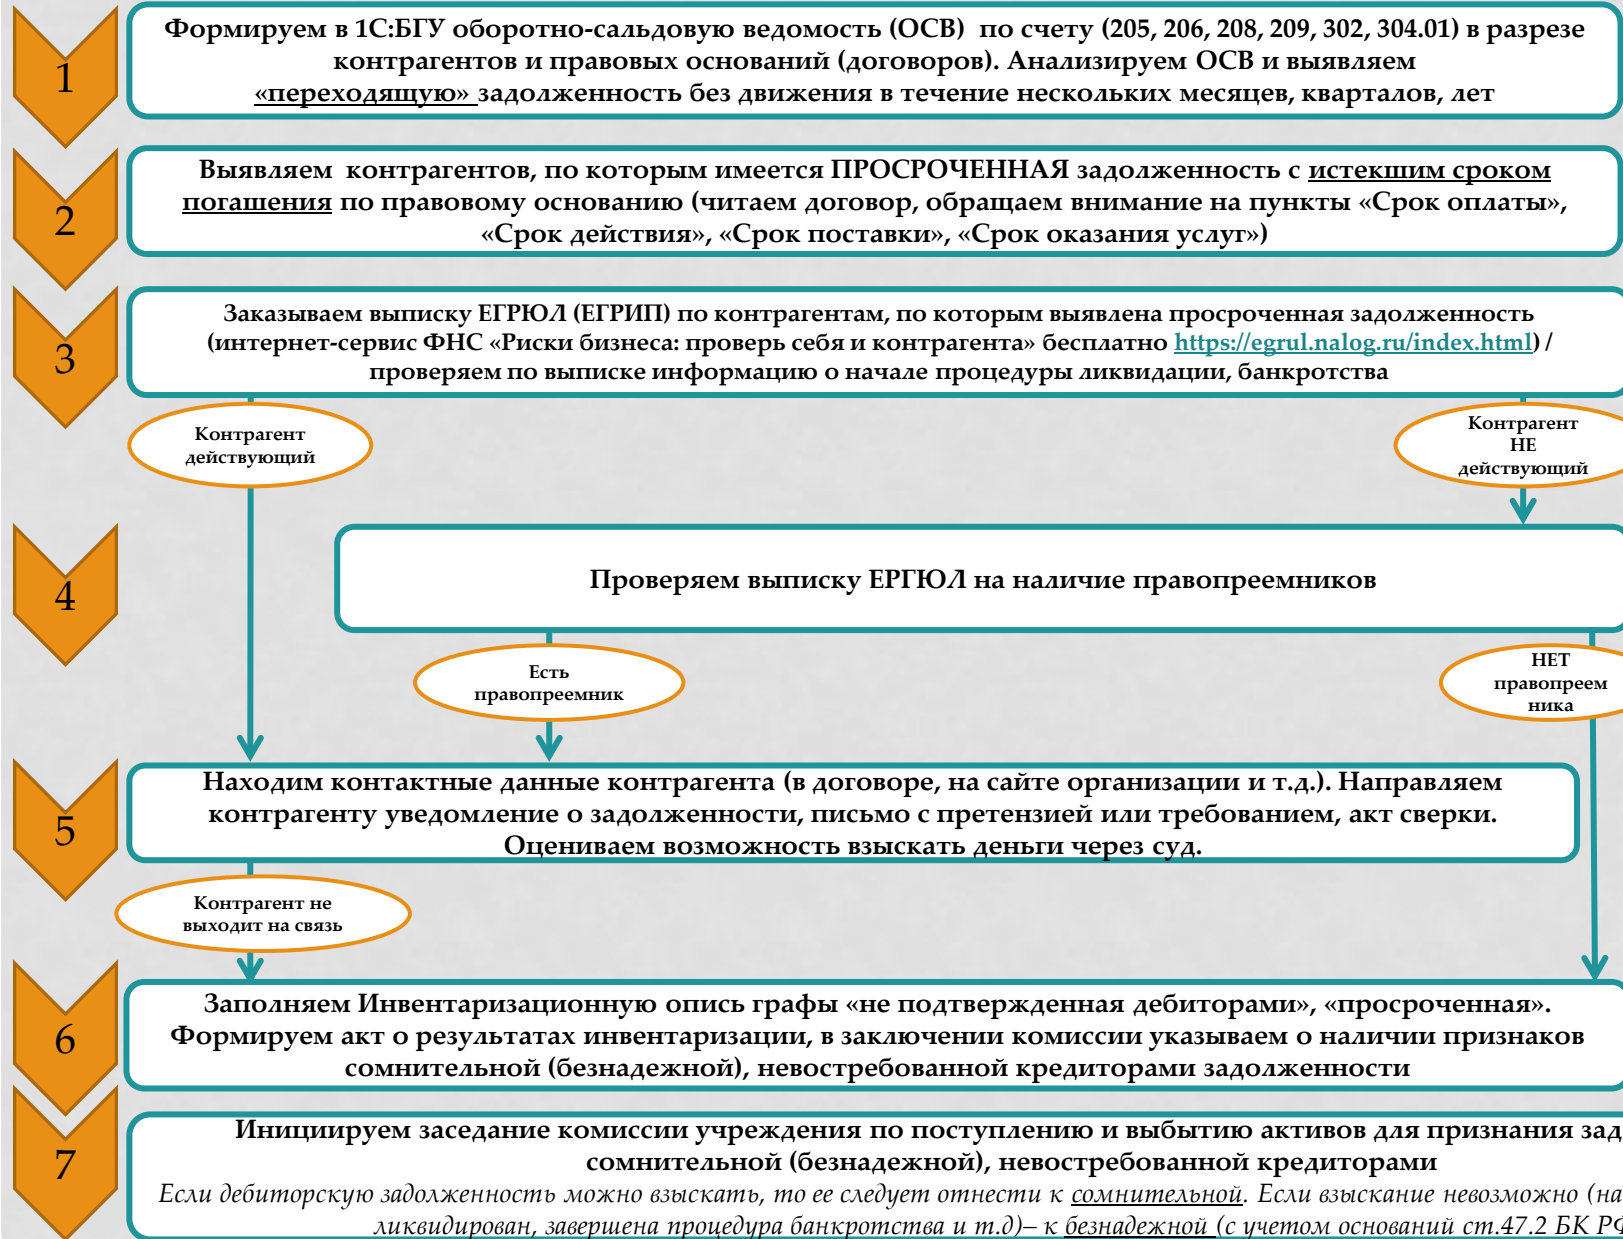 1
Формируем в 1С:БГУ оборотно-сальдовую ведомость (ОСВ) по счету (205, 206, 208, 209, 302, 304.01) в разрезе
контрагентов и правовых оснований (договоров). Анализируем ОСВ и выявляем
«переходящую» задолженность без движения в течение нескольких месяцев, кварталов, лет
2
Выявляем контрагентов, по которым имеется ПРОСРОЧЕННАЯ задолженность с истекшим сроком
погашения по правовому основанию (читаем договор, обращаем внимание на пункты «Срок оплаты»,
«Срок действия», «Срок поставки», «Срок оказания услуг»)
3
Заказываем выписку ЕГРЮЛ (ЕГРИП) по контрагентам, по которым выявлена просроченная задолженность
(интернет-сервис ФНС «Риски бизнеса: проверь себя и контрагента» бесплатно https://egrul.nalog.ru/index.html) /
проверяем по выписке информацию о начале процедуры ликвидации, банкротства
Контрагент
действующий
Контрагент
НЕ
действующий
4
Проверяем выписку ЕРГЮЛ на наличие правопреемников
Есть
правопреемник
НЕТ
правопреем
ника
5
Находим контактные данные контрагента (в договоре, на сайте организации и т.д.). Направляем
контрагенту уведомление о задолженности, письмо с претензией или требованием, акт сверки.
Оцениваем возможность взыскать деньги через суд.
Контрагент не
выходит на связь
6
Заполняем Инвентаризационную опись графы «не подтвержденная дебиторами», «просроченная».
Формируем акт о результатах инвентаризации, в заключении комиссии указываем о наличии признаков
сомнительной (безнадежной), невостребованной кредиторами задолженности
7
Инициируем заседание комиссии учреждения по поступлению и выбытию активов для признания зад
сомнительной (безнадежной), невостребованной кредиторами
Если дебиторскую задолженность можно взыскать, то ее следует отнести к сомнительной. Если взыскание невозможно (на
ликвидирован, завершена процедура банкротства и т.д)– к безнадежной (с учетом оснований ст.47.2 БК РФ